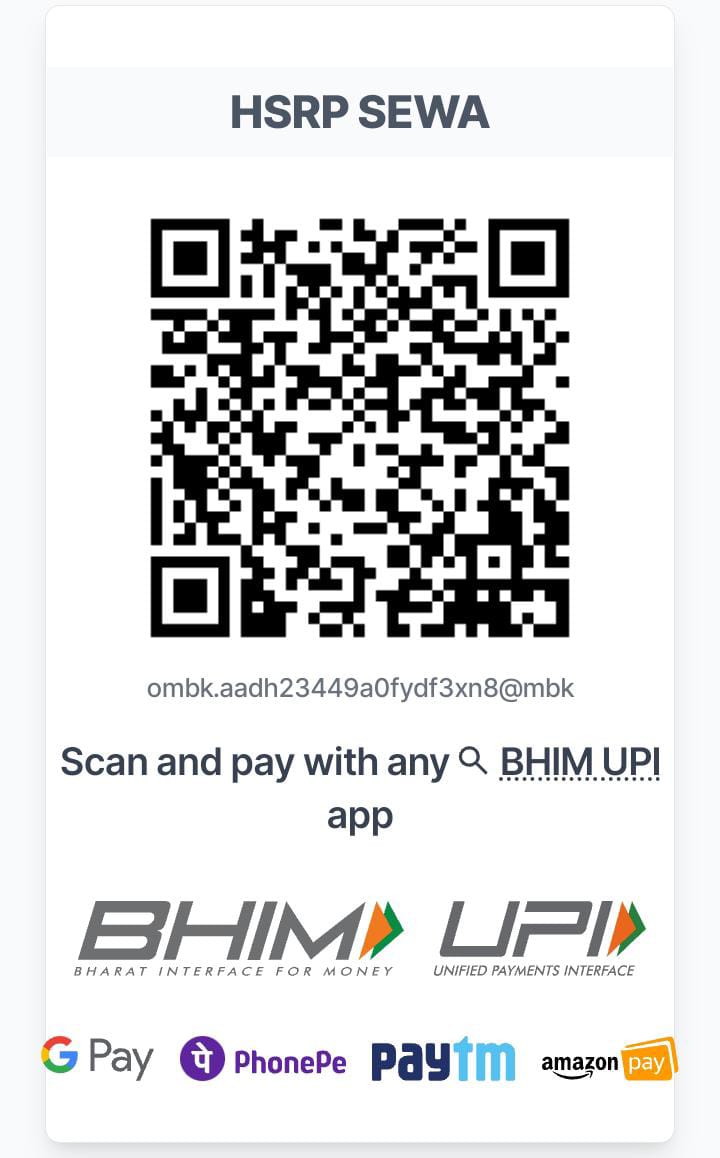 HSRP SEWA
ombk.aadh23449a0fydf3xn8@mbk
Scan and pay with any BHIM UPI
app
BHIM UPI
BHARAT INTERFACE FOR MONEY UNIFIED PAYMENTS INTERFACE
G Pay पे PhonePe paytm amazon pay